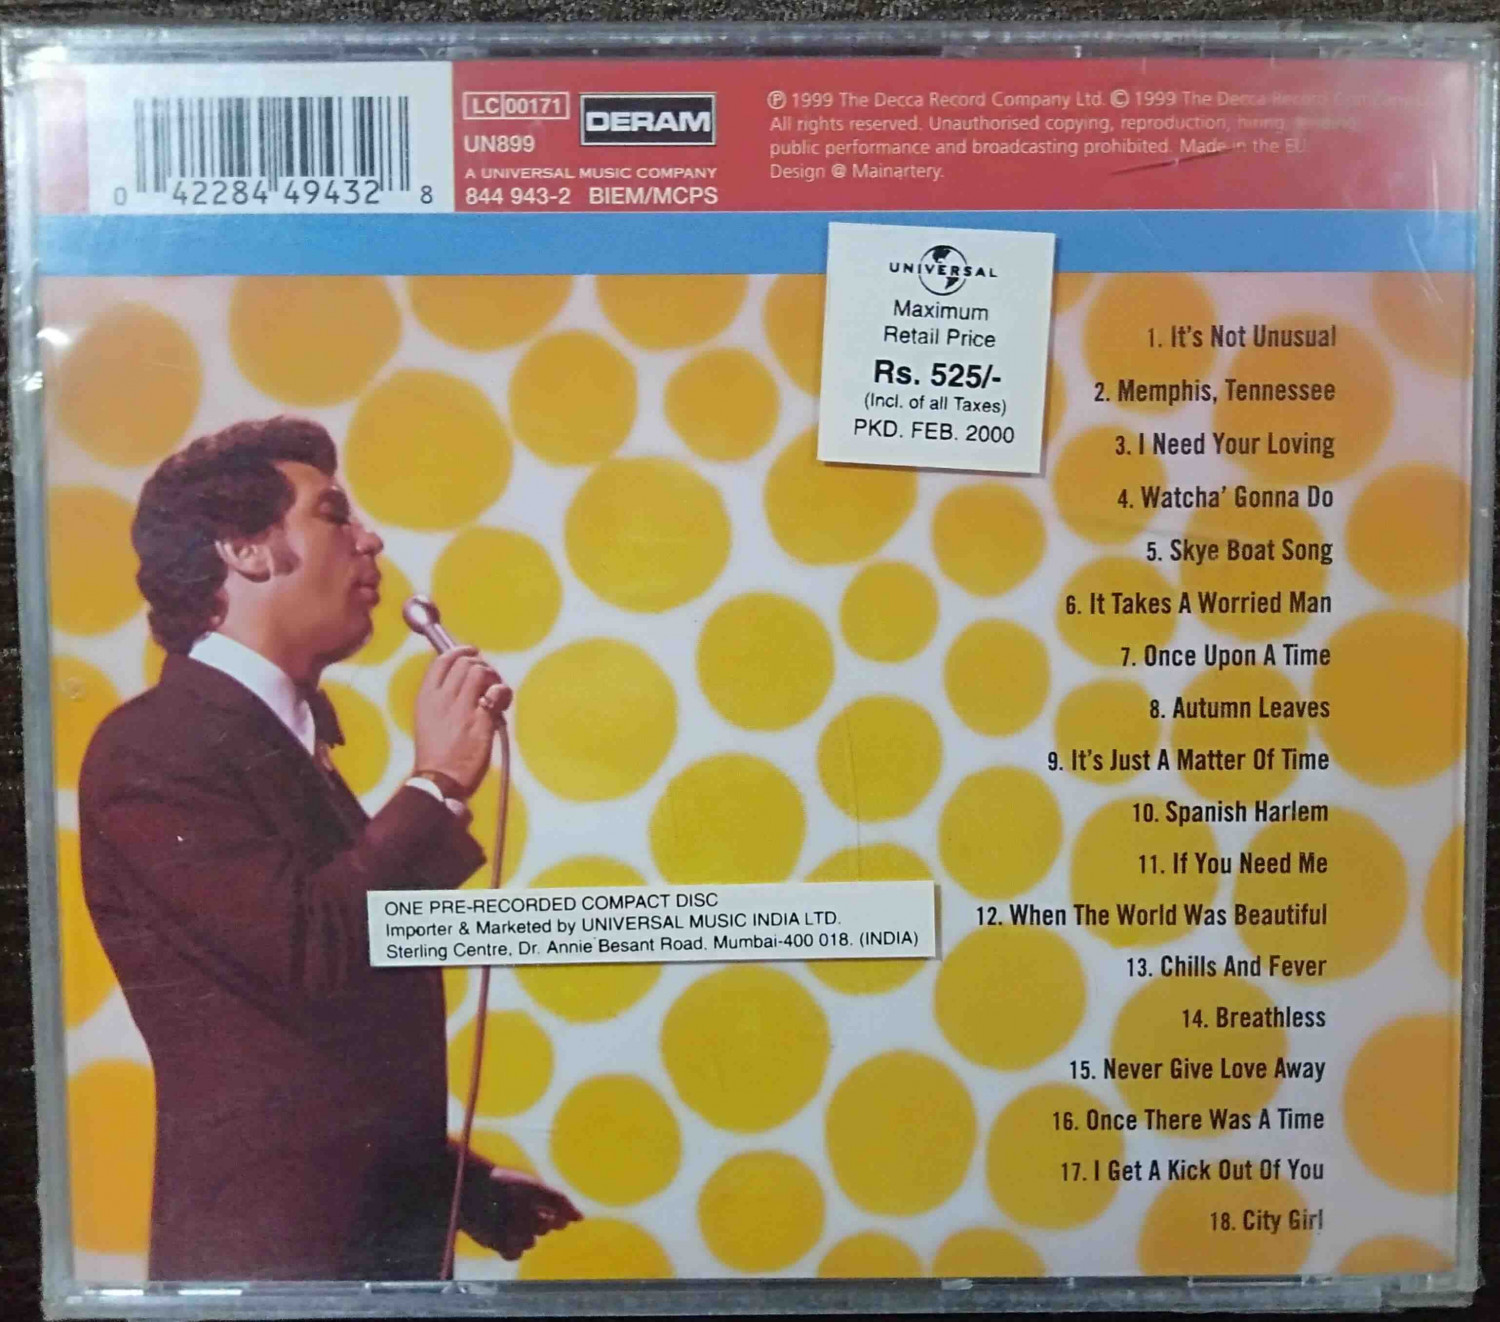 0 42284 49432 8
LC 00171
DERAM
UN899
A UNIVERSAL MUSIC COMPANY
844 943-2 BIEM/MCPS
℗ 1999 The Decca Record Company Ltd. © 1999 The Decca Record
All rights reserved. Unauthorised copying, reproduction, hiring,
public performance and broadcasting prohibited. Made in the EU
Design @ Mainartery.
UNIVERSAL
Maximum
Retail Price
Rs. 525/-
(Incl. of all Taxes)
PKD. FEB. 2000
1. It's Not Unusual
2. Memphis, Tennessee
3. I Need Your Loving
4. Watcha' Gonna Do
5. Skye Boat Song
6. It Takes A Worried Man
7. Once Upon A Time
8. Autumn Leaves
9. It's Just A Matter Of Time
10. Spanish Harlem
11. If You Need Me
12. When The World Was Beautiful
13. Chills And Fever
14. Breathless
15. Never Give Love Away
16. Once There Was A Time
17. I Get A Kick Out Of You
18. City Girl
ONE PRE-RECORDED COMPACT DISC
Importer & Marketed by UNIVERSAL MUSIC INDIA LTD.
Sterling Centre, Dr. Annie Besant Road, Mumbai-400 018. (INDIA)